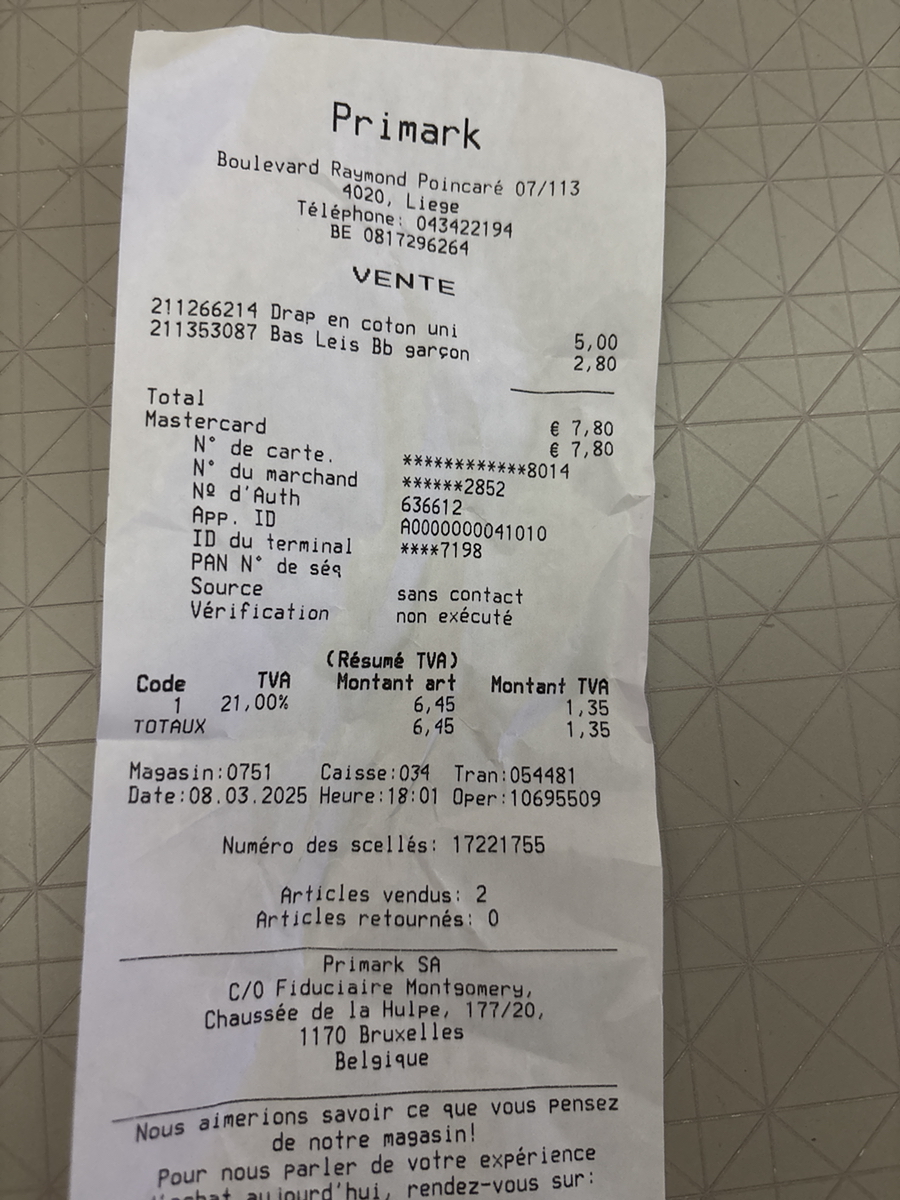 Primark
Boulevard Raymond Poincaré 07/113
4020, Liege
Téléphone: 043422194
BE 0817296264
VENTE
211266214 Drap en coton uni 5,00
211353087 Bas Leis Bb garçon 2,80
Total € 7,80
Mastercard € 7,80
N° de carte. ************8014
N° du marchand ******2852
Nº d'Auth 636612
App. ID A0000000041010
ID du terminal ****7198
PAN N° de séq
Source sans contact
Vérification non exécuté
(Résumé TVA)
Code TVA Montant art Montant TVA
1 21,00% 6,45 1,35
TOTAUX 6,45 1,35
Magasin:0751 Caisse:034 Tran:054481
Date:08.03.2025 Heure:18:01 Oper:10695509
Numéro des scellés: 17221755
Articles vendus: 2
Articles retournés: 0
Primark SA
C/O Fiduciaire Montgomery,
Chaussée de la Hulpe, 177/20,
1170 Bruxelles
Belgique
Nous aimerions savoir ce que vous pensez
de notre magasin!
Pour nous parler de votre expérience
d'achat aujourd'hui, rendez-vous sur: